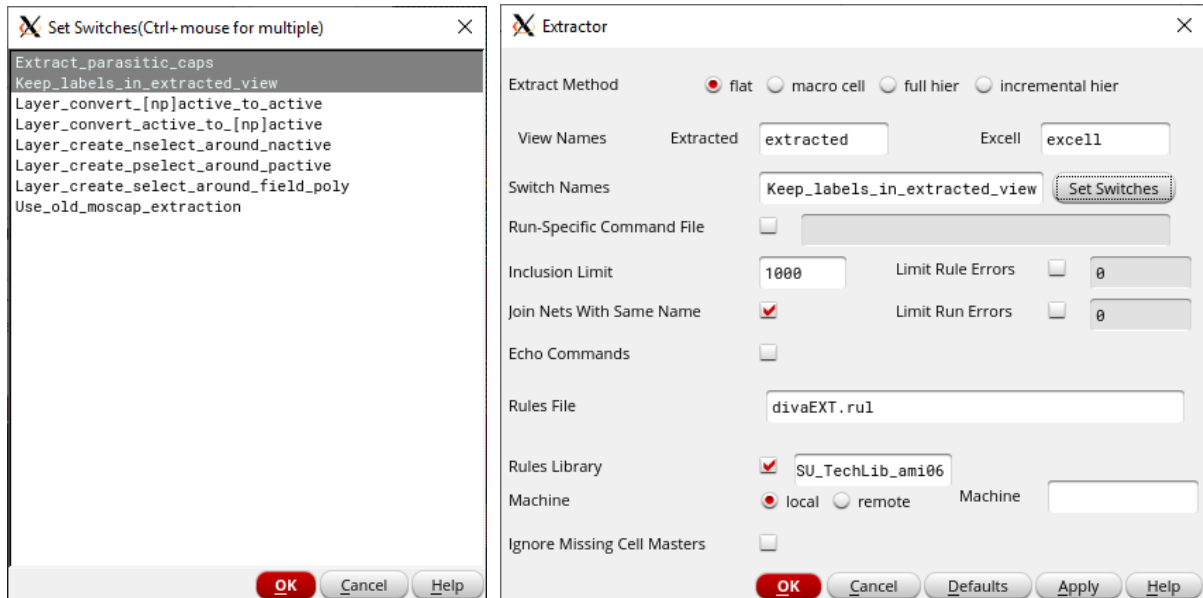 Set Switches(Ctrl+mouse for multiple)
Extract_parasitic_caps
Keep_labels_in_extracted_view
Layer_convert_[np]active_to_active
Layer_convert_active_to_[np]active
Layer_create_nselect_around_nactive
Layer_create_pselect_around_pactive
Layer_create_select_around_field_poly
Use_old_moscap_extraction
OK Cancel Help
Extractor
Extract Method flat macro cell full hier incremental hier
View Names Extracted extracted Excell excell
Switch Names Keep_labels_in_extracted_view Set Switches
Run-Specific Command File
Inclusion Limit 1000 Limit Rule Errors 0
Join Nets With Same Name Limit Run Errors 0
Echo Commands
Rules File divaEXT.rul
Rules Library SU_TechLib_ami06
Machine local remote Machine
Ignore Missing Cell Masters
OK Cancel Defaults Apply Help